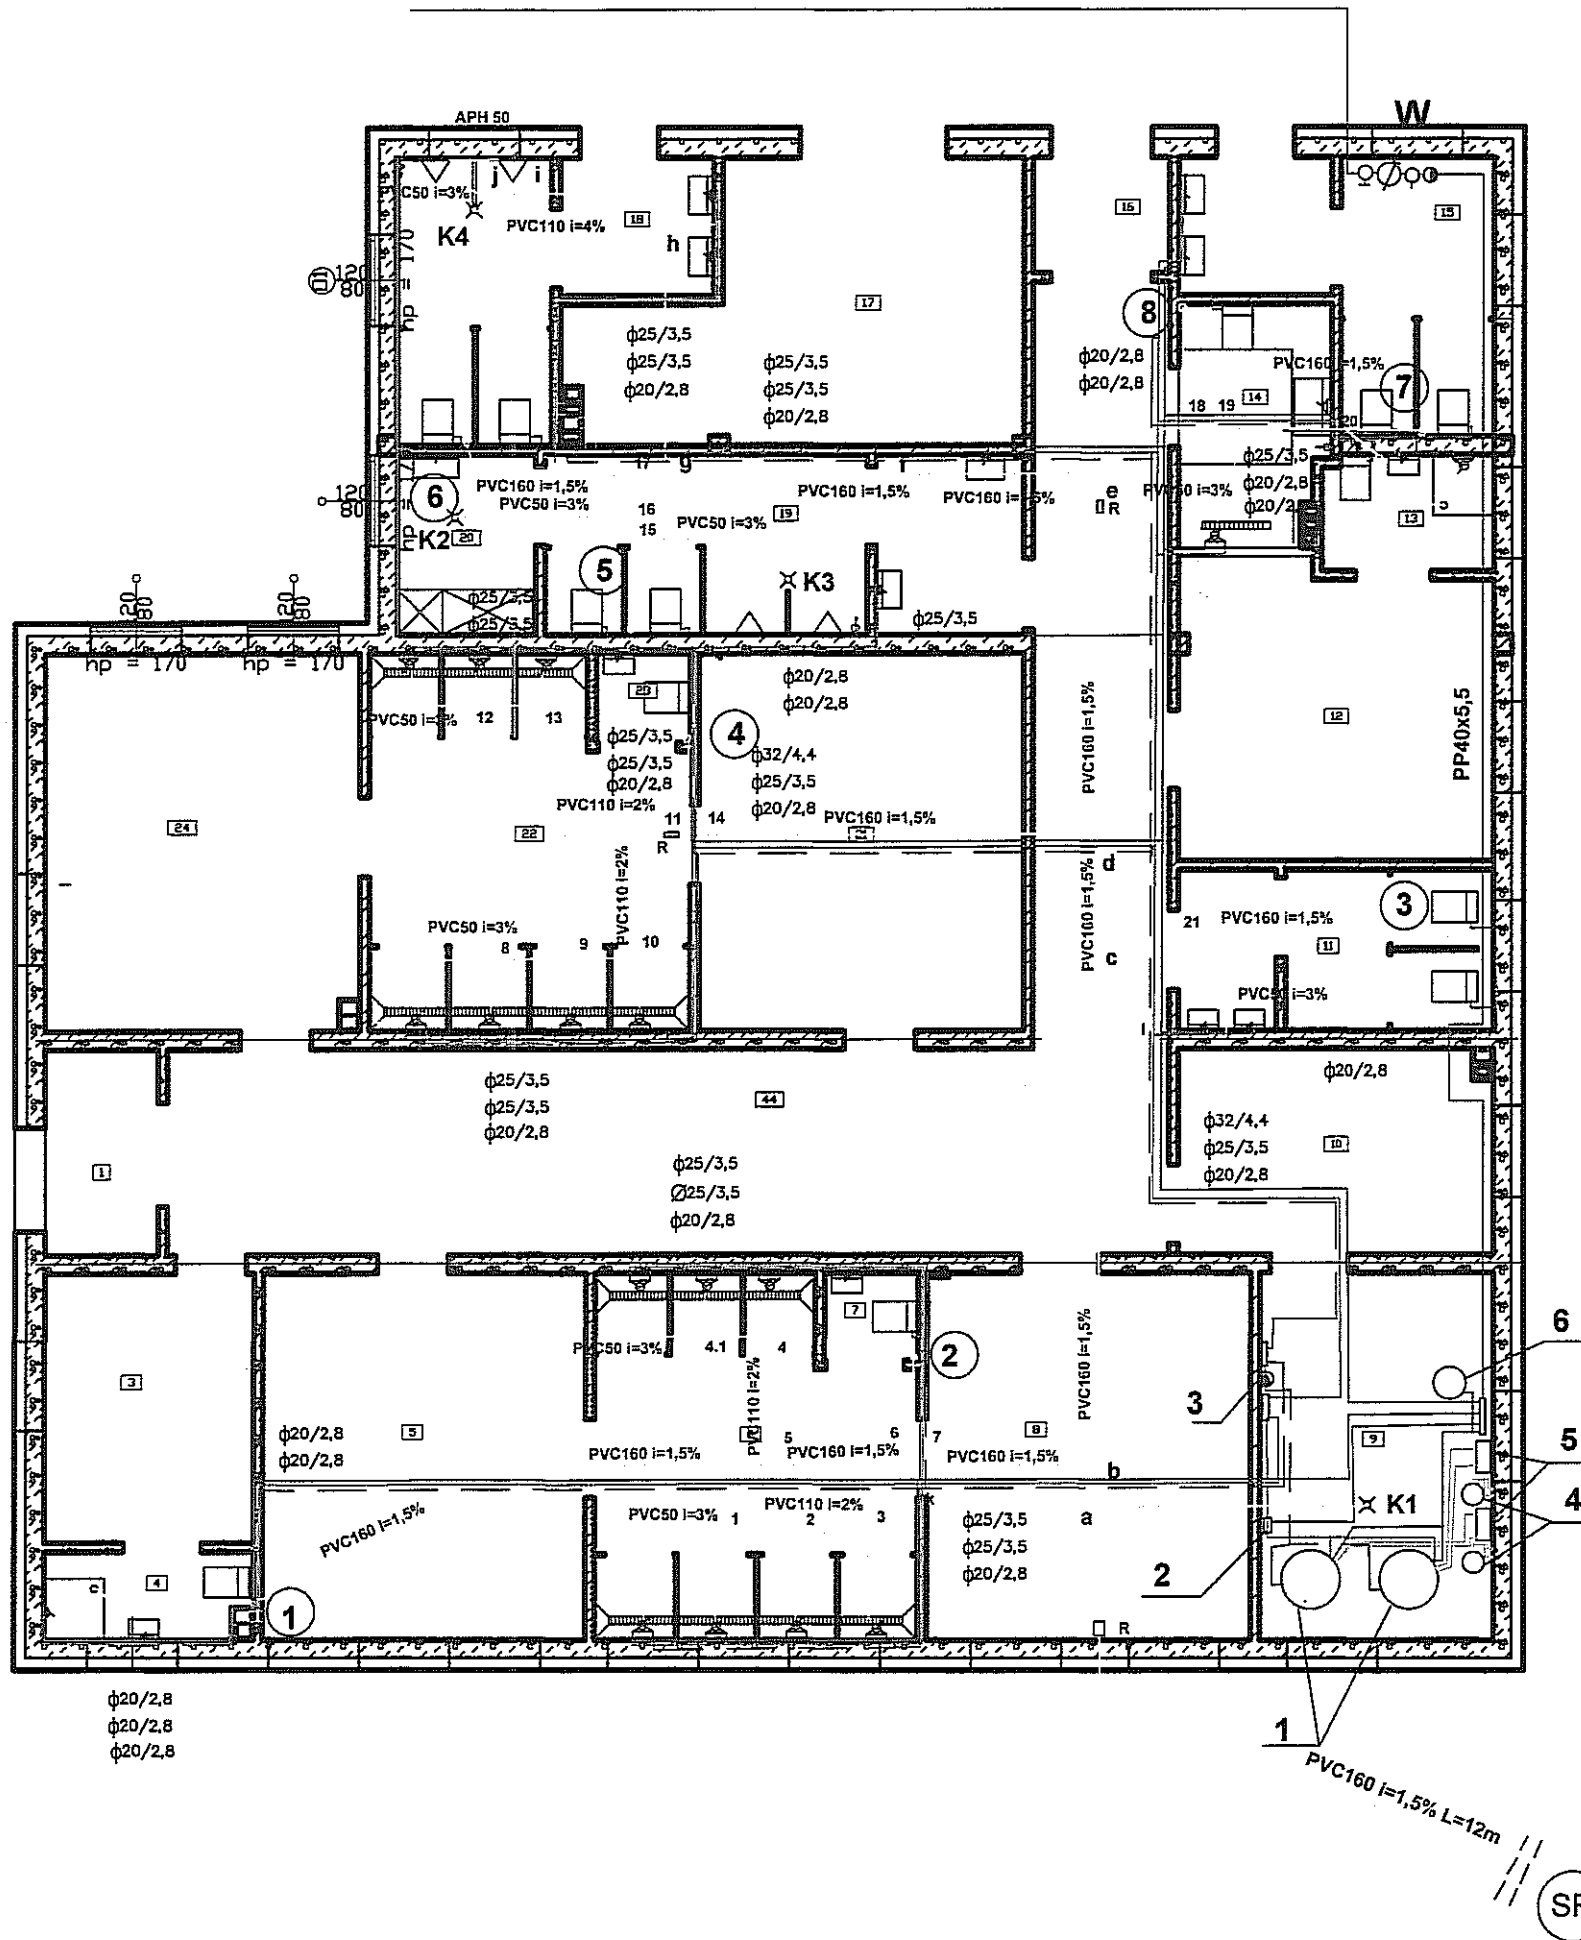 APH 50
W
C50 i=3%
j
i
K4
PVC110 i=4%
18
h
16
15
120
80
hp = 170
17
8
ϕ25/3,5
ϕ25/3,5
ϕ20/2,8
ϕ25/3,5
ϕ25/3,5
ϕ20/2,8
ϕ20/2,8
ϕ20/2,8
PVC160 i=1,5%
7
14
18 19
20
17
g
f
ϕ25/3,5
ϕ20/2,8
6
PVC160 i=1,5%
PVC50 i=3%
PVC160 i=1,5%
e
R
13
120
80
K2
20
16
15
PVC50 i=3%
19
5
K3
ϕ25/3,5
ϕ25/3,5
ϕ25/3,5
20
80
20
80
hp = 170
hp = 170
12
13
4
ϕ20/2,8
ϕ20/2,8
ϕ25/3,5
ϕ25/3,5
ϕ20/2,8
ϕ32/4,4
ϕ25/3,5
ϕ20/2,8
PVC160 i=1,5%
12
PP40x5,5
24
22
PVC110 i=2%
11
14
R
PVC160 i=1,5%
PVC110 i=2%
d
3
PVC160 i=1,5%
c
21
PVC160 i=1,5%
11
PVC50 i=3%
8
9
10
ϕ25/3,5
ϕ25/3,5
ϕ20/2,8
44
ϕ20/2,8
ϕ32/4,4
ϕ25/3,5
ϕ20/2,8
10
1
ϕ25/3,5
Ø25/3,5
ϕ20/2,8
7
6
PVC50 i=3%
4.1
4
2
PVC160 i=1,5%
3
3
ϕ20/2,8
ϕ20/2,8
5
PVC110 i=2%
5
6
7
8
9
5
PVC160 i=1,5%
PVC160 i=1,5%
PVC160 i=1,5%
b
PVC160 i=1,5%
PVC50 i=3%
1
PVC110 i=2%
2
3
k
a
K1
4
ϕ25/3,5
ϕ25/3,5
ϕ20/2,8
2
4
c
1
R
ϕ20/2,8
ϕ20/2,8
ϕ20/2,8
1
PVC160 i=1,5% L=12m